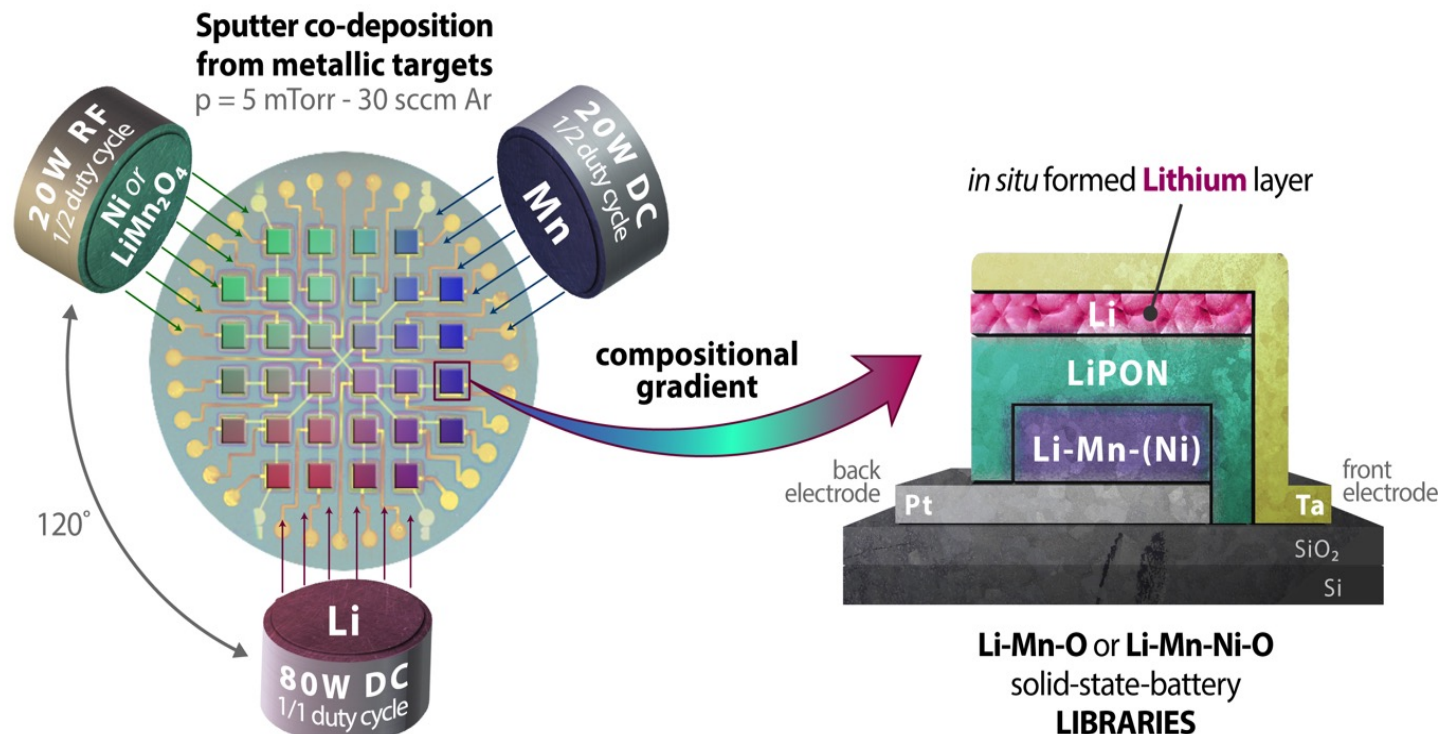 Sputter co-deposition
from metallic targets
p = 5 mTorr - 30 sccm Ar
20W RF
1/2 duty cycle
Ni or
LiMn₂O₄
20W DC
1/2 duty cycle
Mn
120°
Li
80W DC
1/1 duty cycle
compositional
gradient
in situ formed Lithium layer
Li
LiPON
Li-Mn-(Ni)
back
electrode
Pt
Ta
front
electrode
SiO₂
Si
Li-Mn-O or Li-Mn-Ni-O
solid-state-battery
LIBRARIES